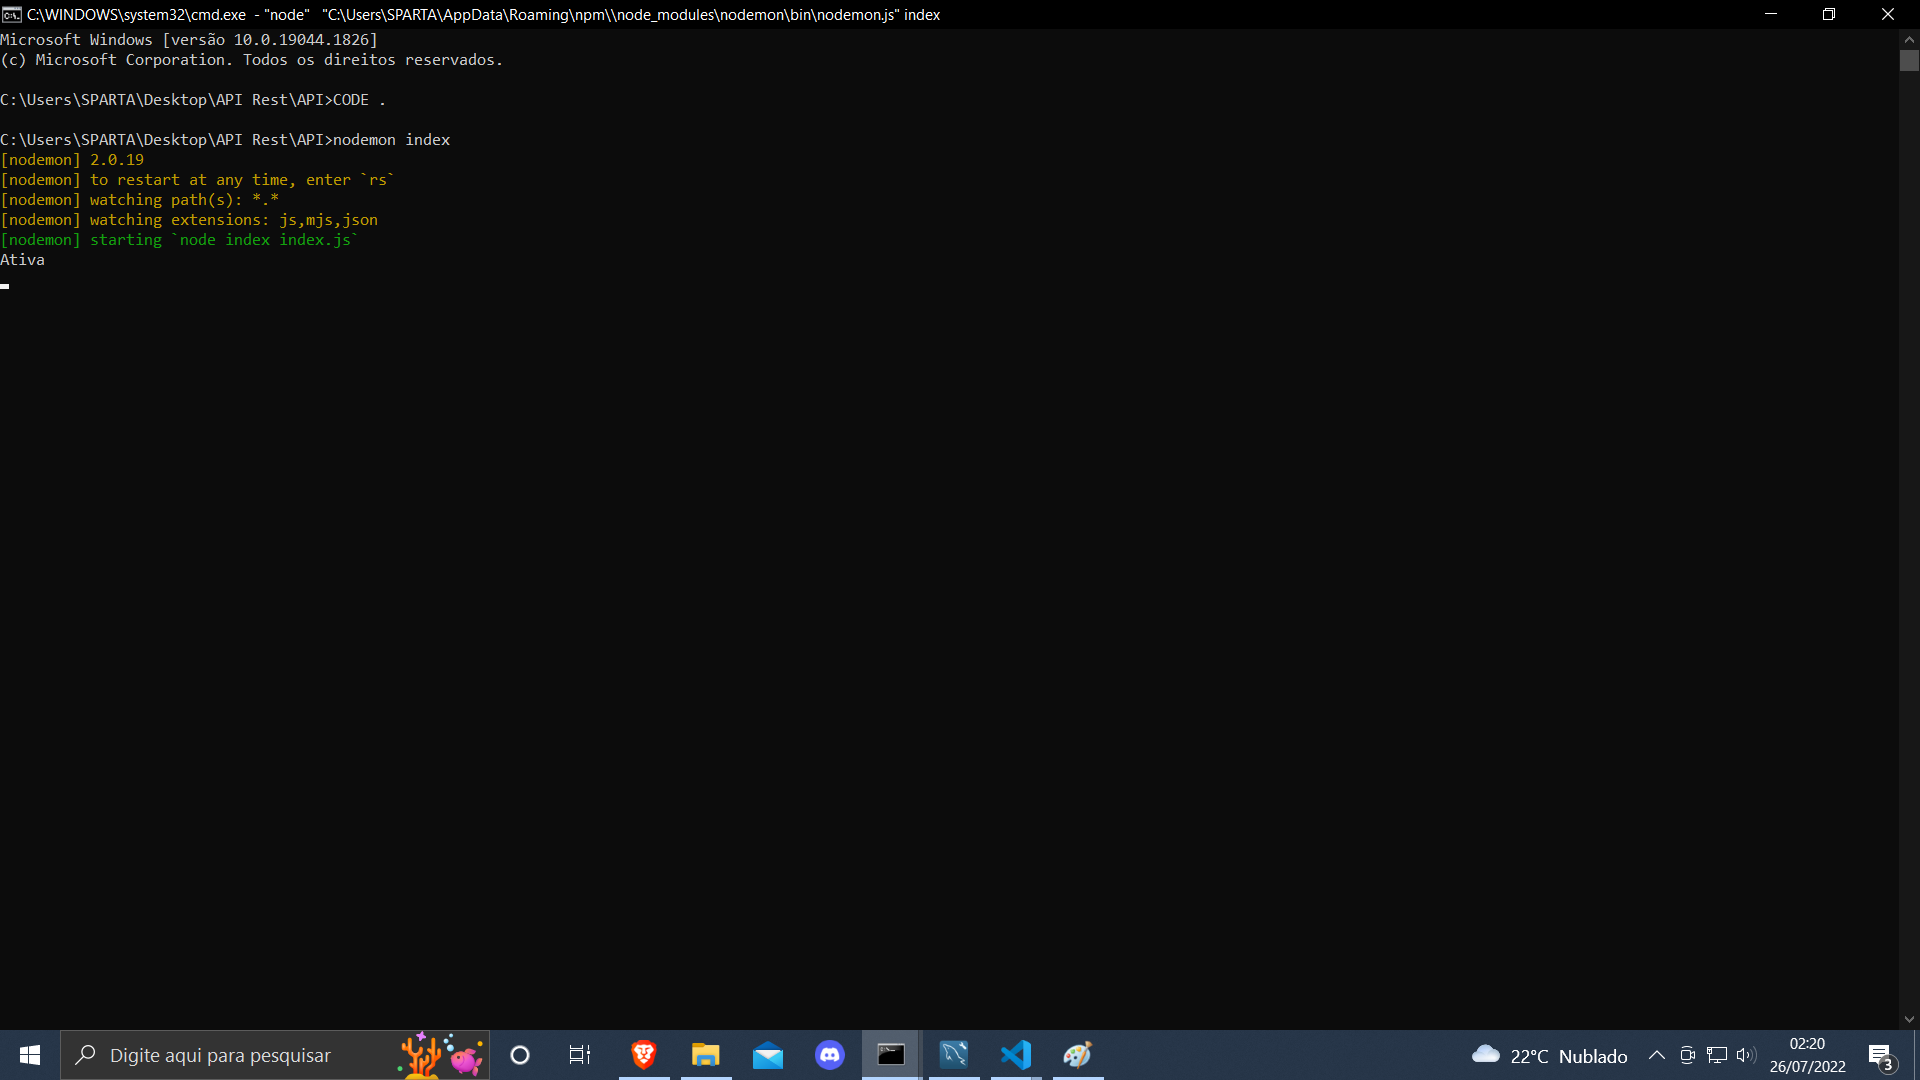 C:\WINDOWS\system32\cmd.exe - "node" "C:\Users\SPARTA\AppData\Roaming\npm\\node_modules\nodemon\bin\nodemon.js" index
Microsoft Windows [versão 10.0.19044.1826]
(c) Microsoft Corporation. Todos os direitos reservados.
C:\Users\SPARTA\Desktop\API Rest\API>CODE .
C:\Users\SPARTA\Desktop\API Rest\API>nodemon index
[nodemon] 2.0.19
[nodemon] to restart at any time, enter `rs`
[nodemon] watching path(s): *.*
[nodemon] watching extensions: js,mjs,json
[nodemon] starting `node index index.js`
Ativa
Digite aqui para pesquisar
22°C Nublado
02:20
26/07/2022
3